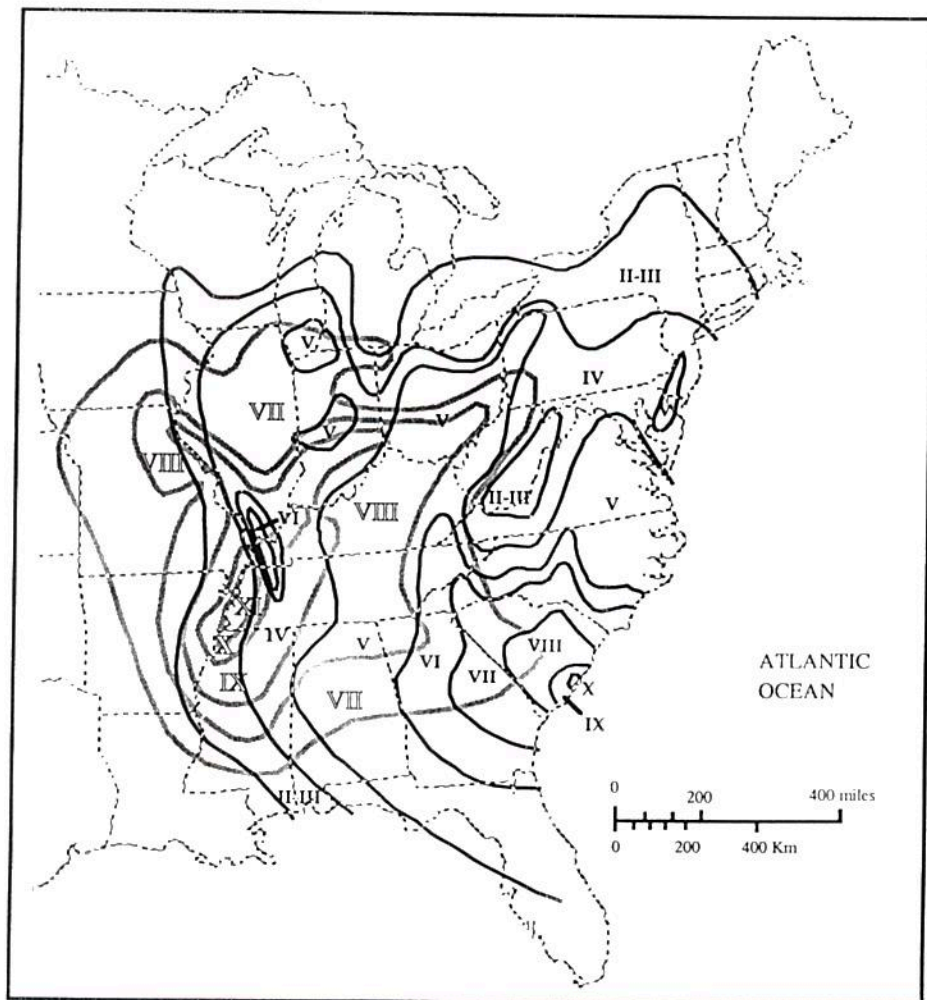 II-III
V
IV
VII
V
V
VIII
II-III
VIII
V
VI
XI
IV
X
V
VI
VIII
IX
VII
VII
X
IX
II-III
ATLANTIC
OCEAN
0 200 400 miles
0 200 400 Km